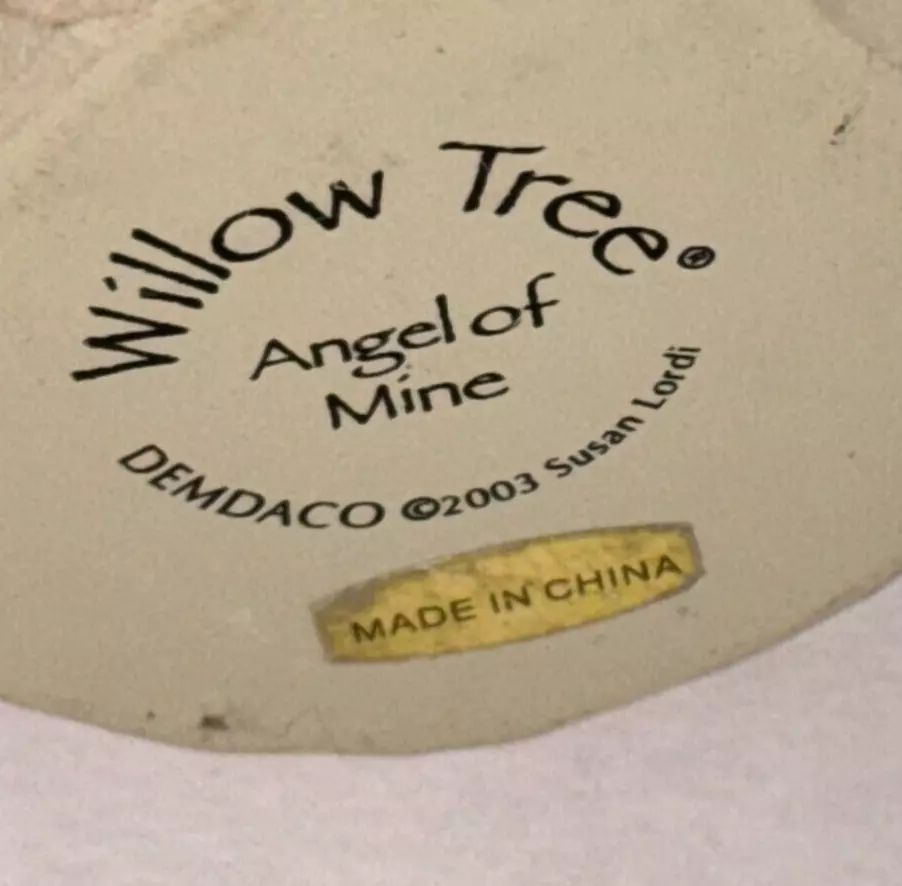 Willow Tree®
Angel of
Mine
DEMDACO ©2003 Susan Lordi
MADE IN CHINA